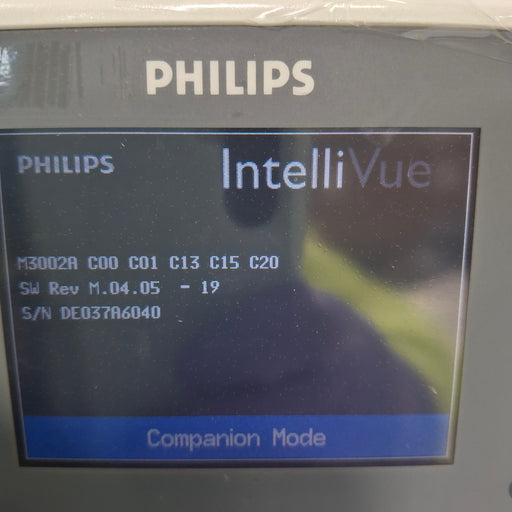 PHILIPS
PHILIPS IntelliVue
M3002A C00 C01 C13 C15 C20
SW Rev M.04.05 - 19
S/N DE037A6040
Companion Mode